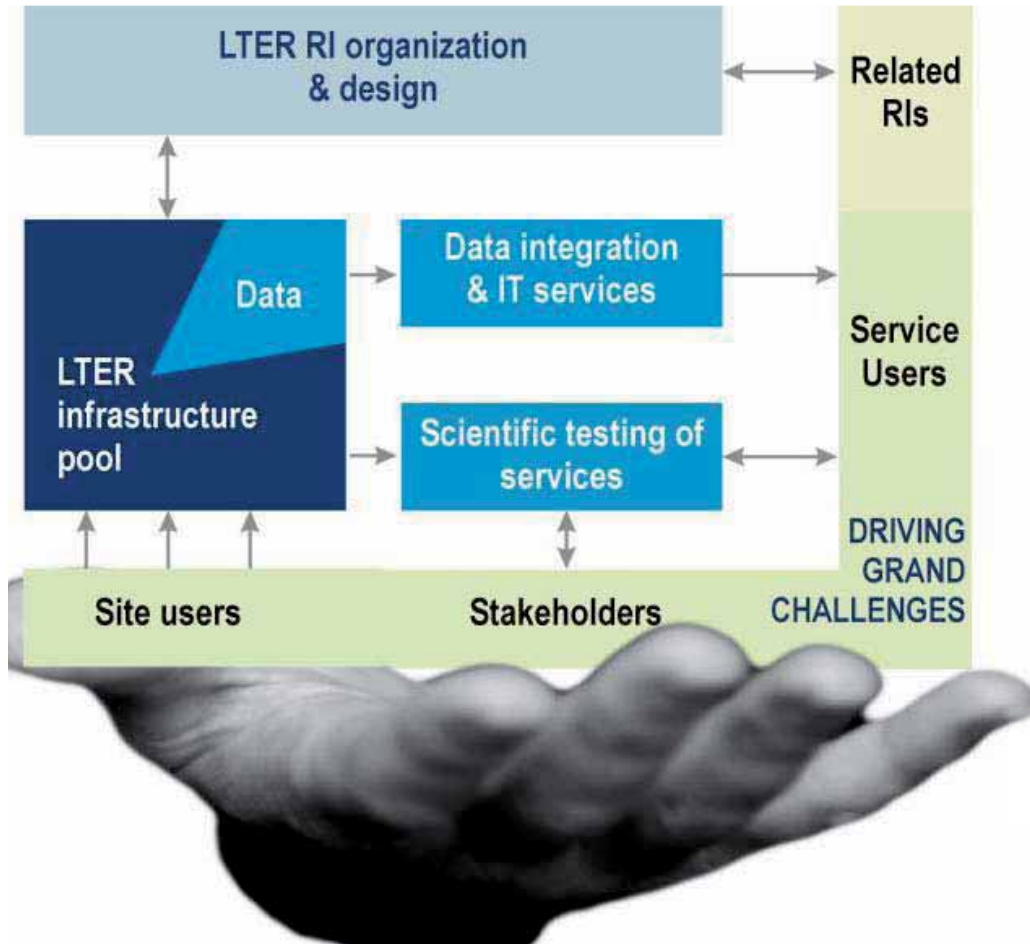 LTER RI organization
& design
Related
RIs
Data
Data integration
& IT services
LTER
infrastructure
pool
Service
Users
Scientific testing of
services
DRIVING
GRAND
CHALLENGES
Site users
Stakeholders